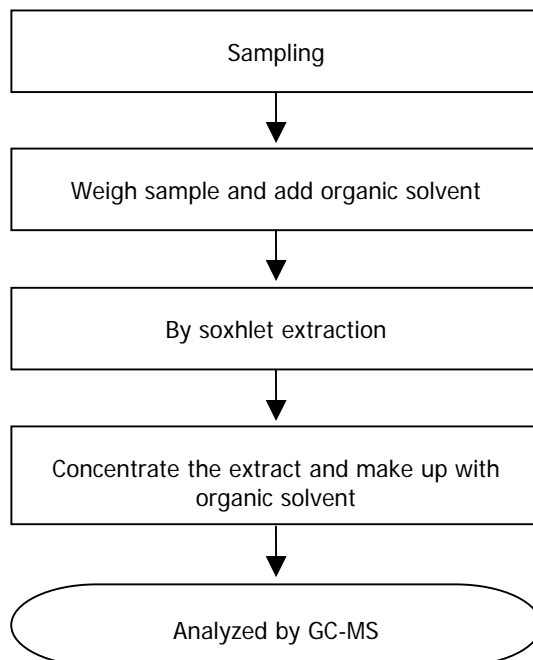 Sampling
Weigh sample and add organic solvent
By soxhlet extraction
Concentrate the extract and make up with
organic solvent
Analyzed by GC-MS